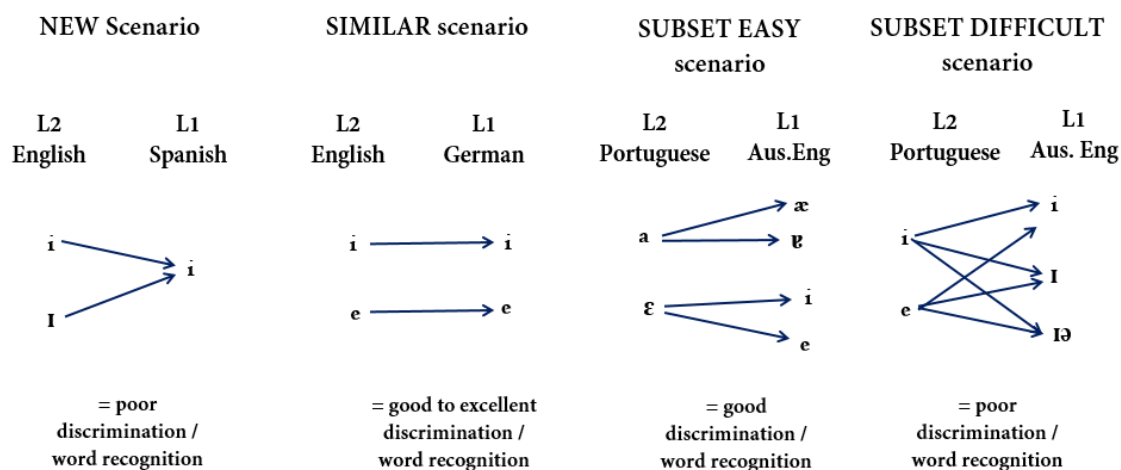 NEW Scenario
L2
English
L1
Spanish
i
I
i
= poor
discrimination /
word recognition
SIMILAR scenario
L2
English
L1
German
i
e
i
e
= good to excellent
discrimination /
word recognition
SUBSET EASY
scenario
L2
Portuguese
L1
Aus.Eng
a
ɛ
æ
ɐ
i
e
= good
discrimination /
word recognition
SUBSET DIFFICULT
scenario
L2
Portuguese
L1
Aus. Eng
i
e
i
I
Iə
= poor
discrimination /
word recognition